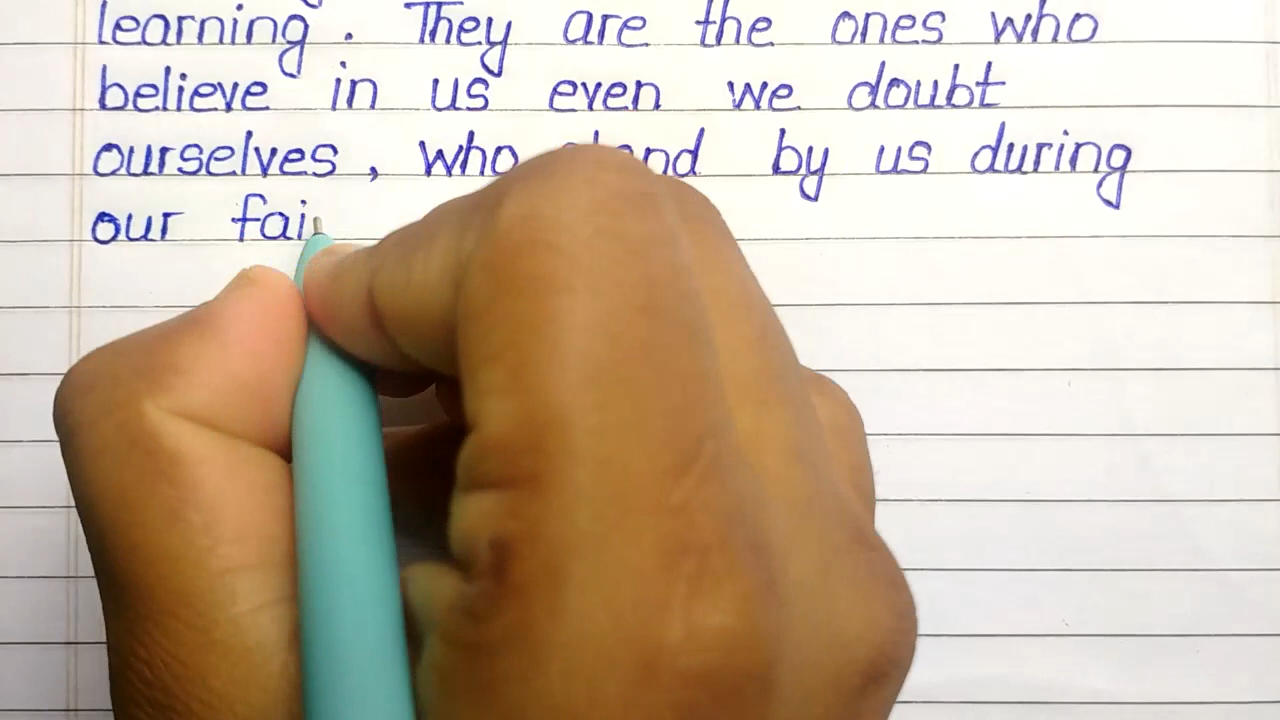 learning. They are the ones who
believe in us even we doubt
ourselves, who stand by us during
our fai